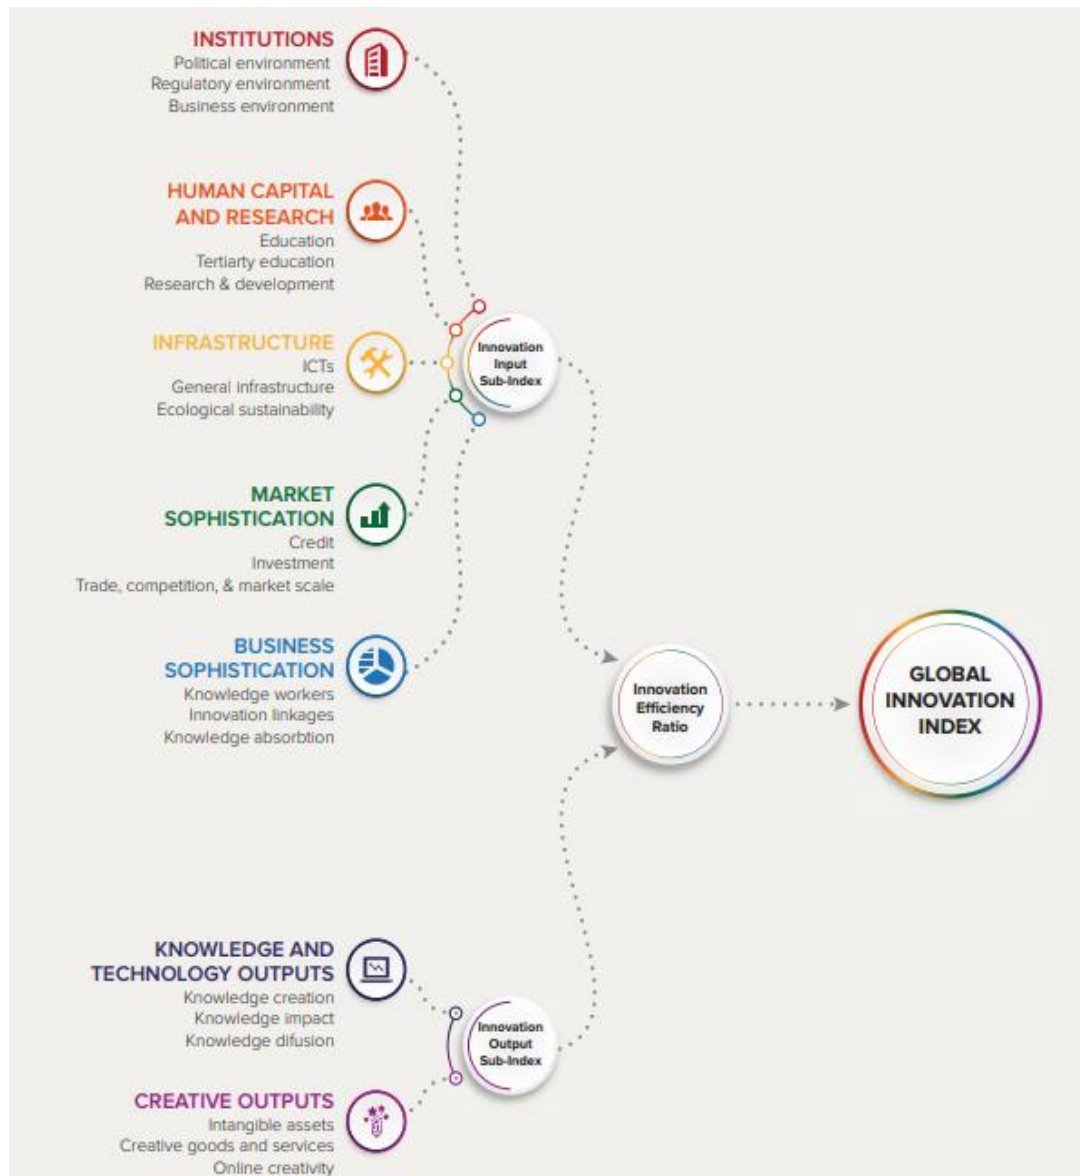 INSTITUTIONS
Political environment
Regulatory environment
Business environment
HUMAN CAPITAL
AND RESEARCH
Education
Tertiarty education
Research & development
INFRASTRUCTURE
ICTs
General infrastructure
Ecological sustainability
MARKET
SOPHISTICATION
Credit
Investment
Trade, competition, & market scale
BUSINESS
SOPHISTICATION
Knowledge workers
Innovation linkages
Knowledge absorbtion
KNOWLEDGE AND
TECHNOLOGY OUTPUTS
Knowledge creation
Knowledge impact
Knowledge difusion
CREATIVE OUTPUTS
Intangible assets
Creative goods and services
Online creativity
Innovation
Input
Sub-Index
Innovation
Output
Sub-Index
Innovation
Efficiency
Ratio
GLOBAL
INNOVATION
INDEX